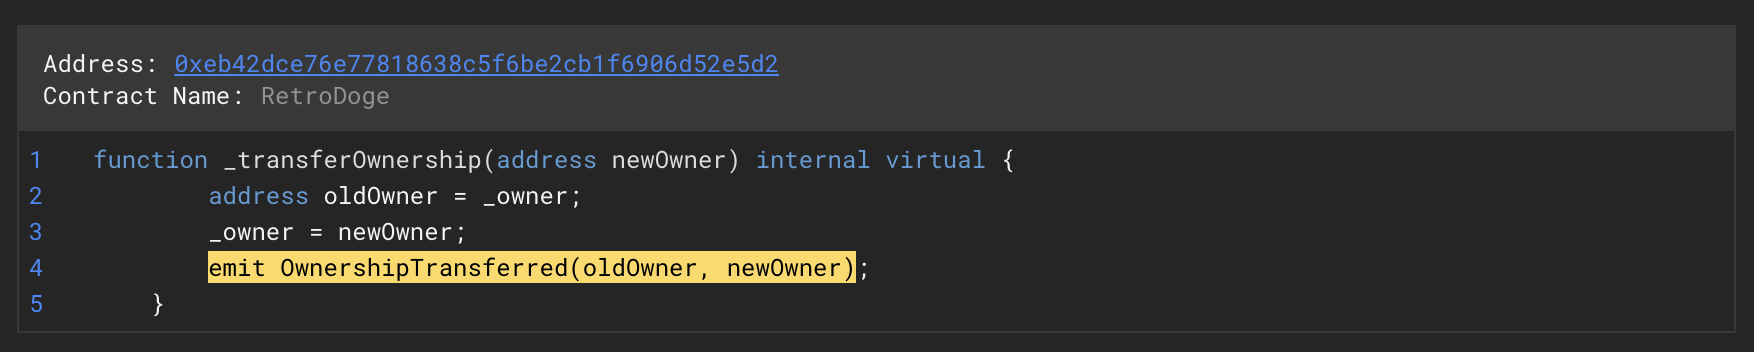 Address: 0xeb42dce76e77818638c5f6be2cb1f6906d52e5d2
Contract Name: RetroDoge
1 function _transferOwnership(address newOwner) internal virtual {
2 address oldOwner = _owner;
3 _owner = newOwner;
4 emit OwnershipTransferred(oldOwner, newOwner);
5 }